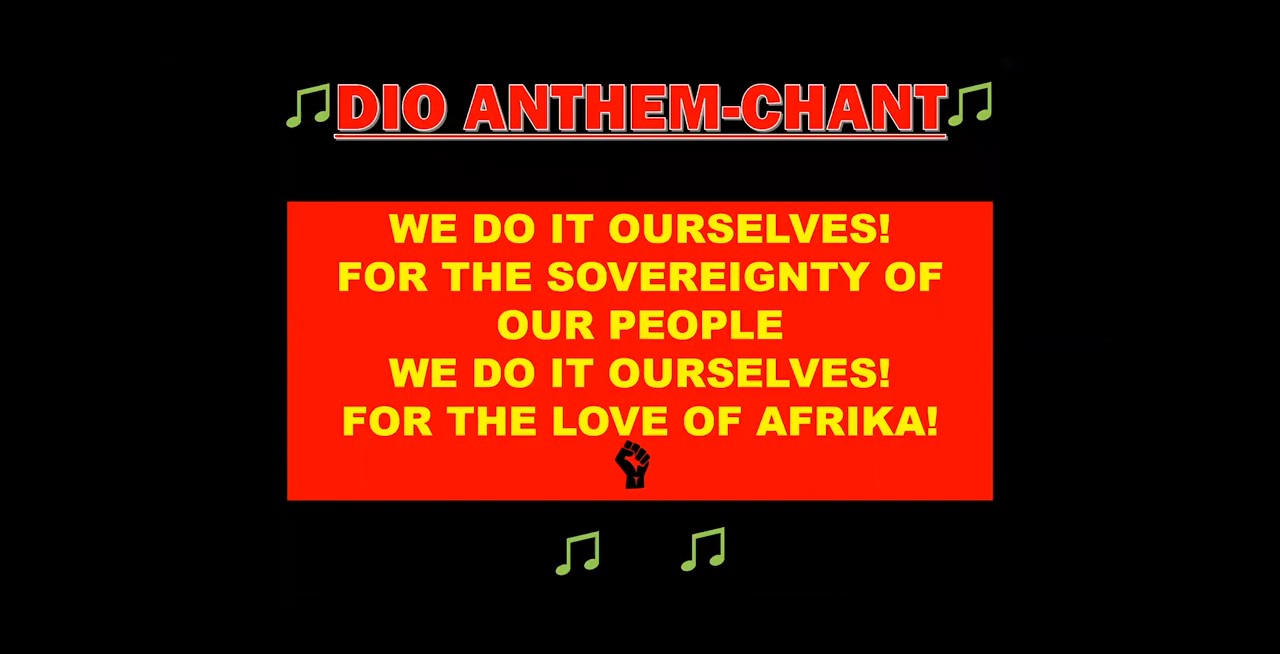 DIO ANTHEM-CHANT
WE DO IT OURSELVES!
FOR THE SOVEREIGNTY OF
OUR PEOPLE
WE DO IT OURSELVES!
FOR THE LOVE OF AFRIKA!